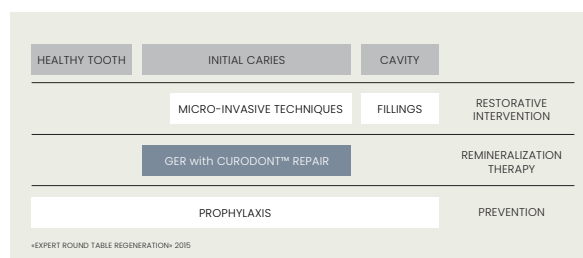 HEALTHY TOOTH
INITIAL CARIES
CAVITY
MICRO-INVASIVE TECHNIQUES
FILLINGS
RESTORATIVE
INTERVENTION
GER with CURODONT™ REPAIR
REMINERALIZATION
THERAPY
PROPHYLAXIS
PREVENTION
«EXPERT ROUND TABLE REGENERATION» 2015